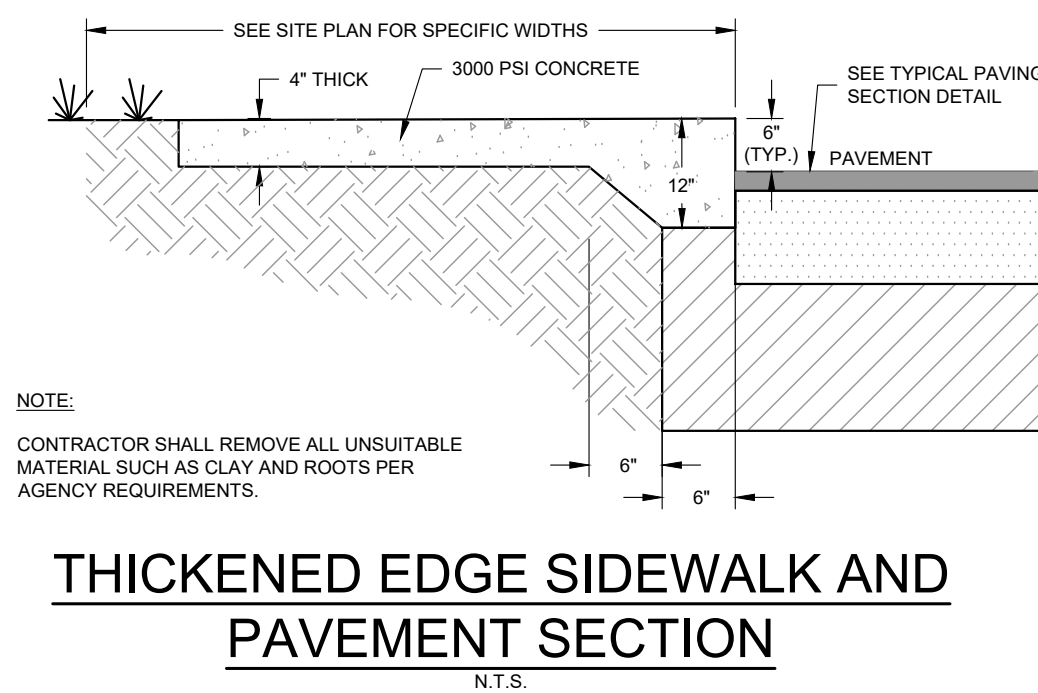 SEE SITE PLAN FOR SPECIFIC WIDTHS
4" THICK
3000 PSI CONCRETE
SEE TYPICAL PAVING
SECTION DETAIL
6"
(TYP.)
PAVEMENT
12"
NOTE:
CONTRACTOR SHALL REMOVE ALL UNSUITABLE
MATERIAL SUCH AS CLAY AND ROOTS PER
AGENCY REQUIREMENTS.
6"
6"
THICKENED EDGE SIDEWALK AND
PAVEMENT SECTION
N.T.S.